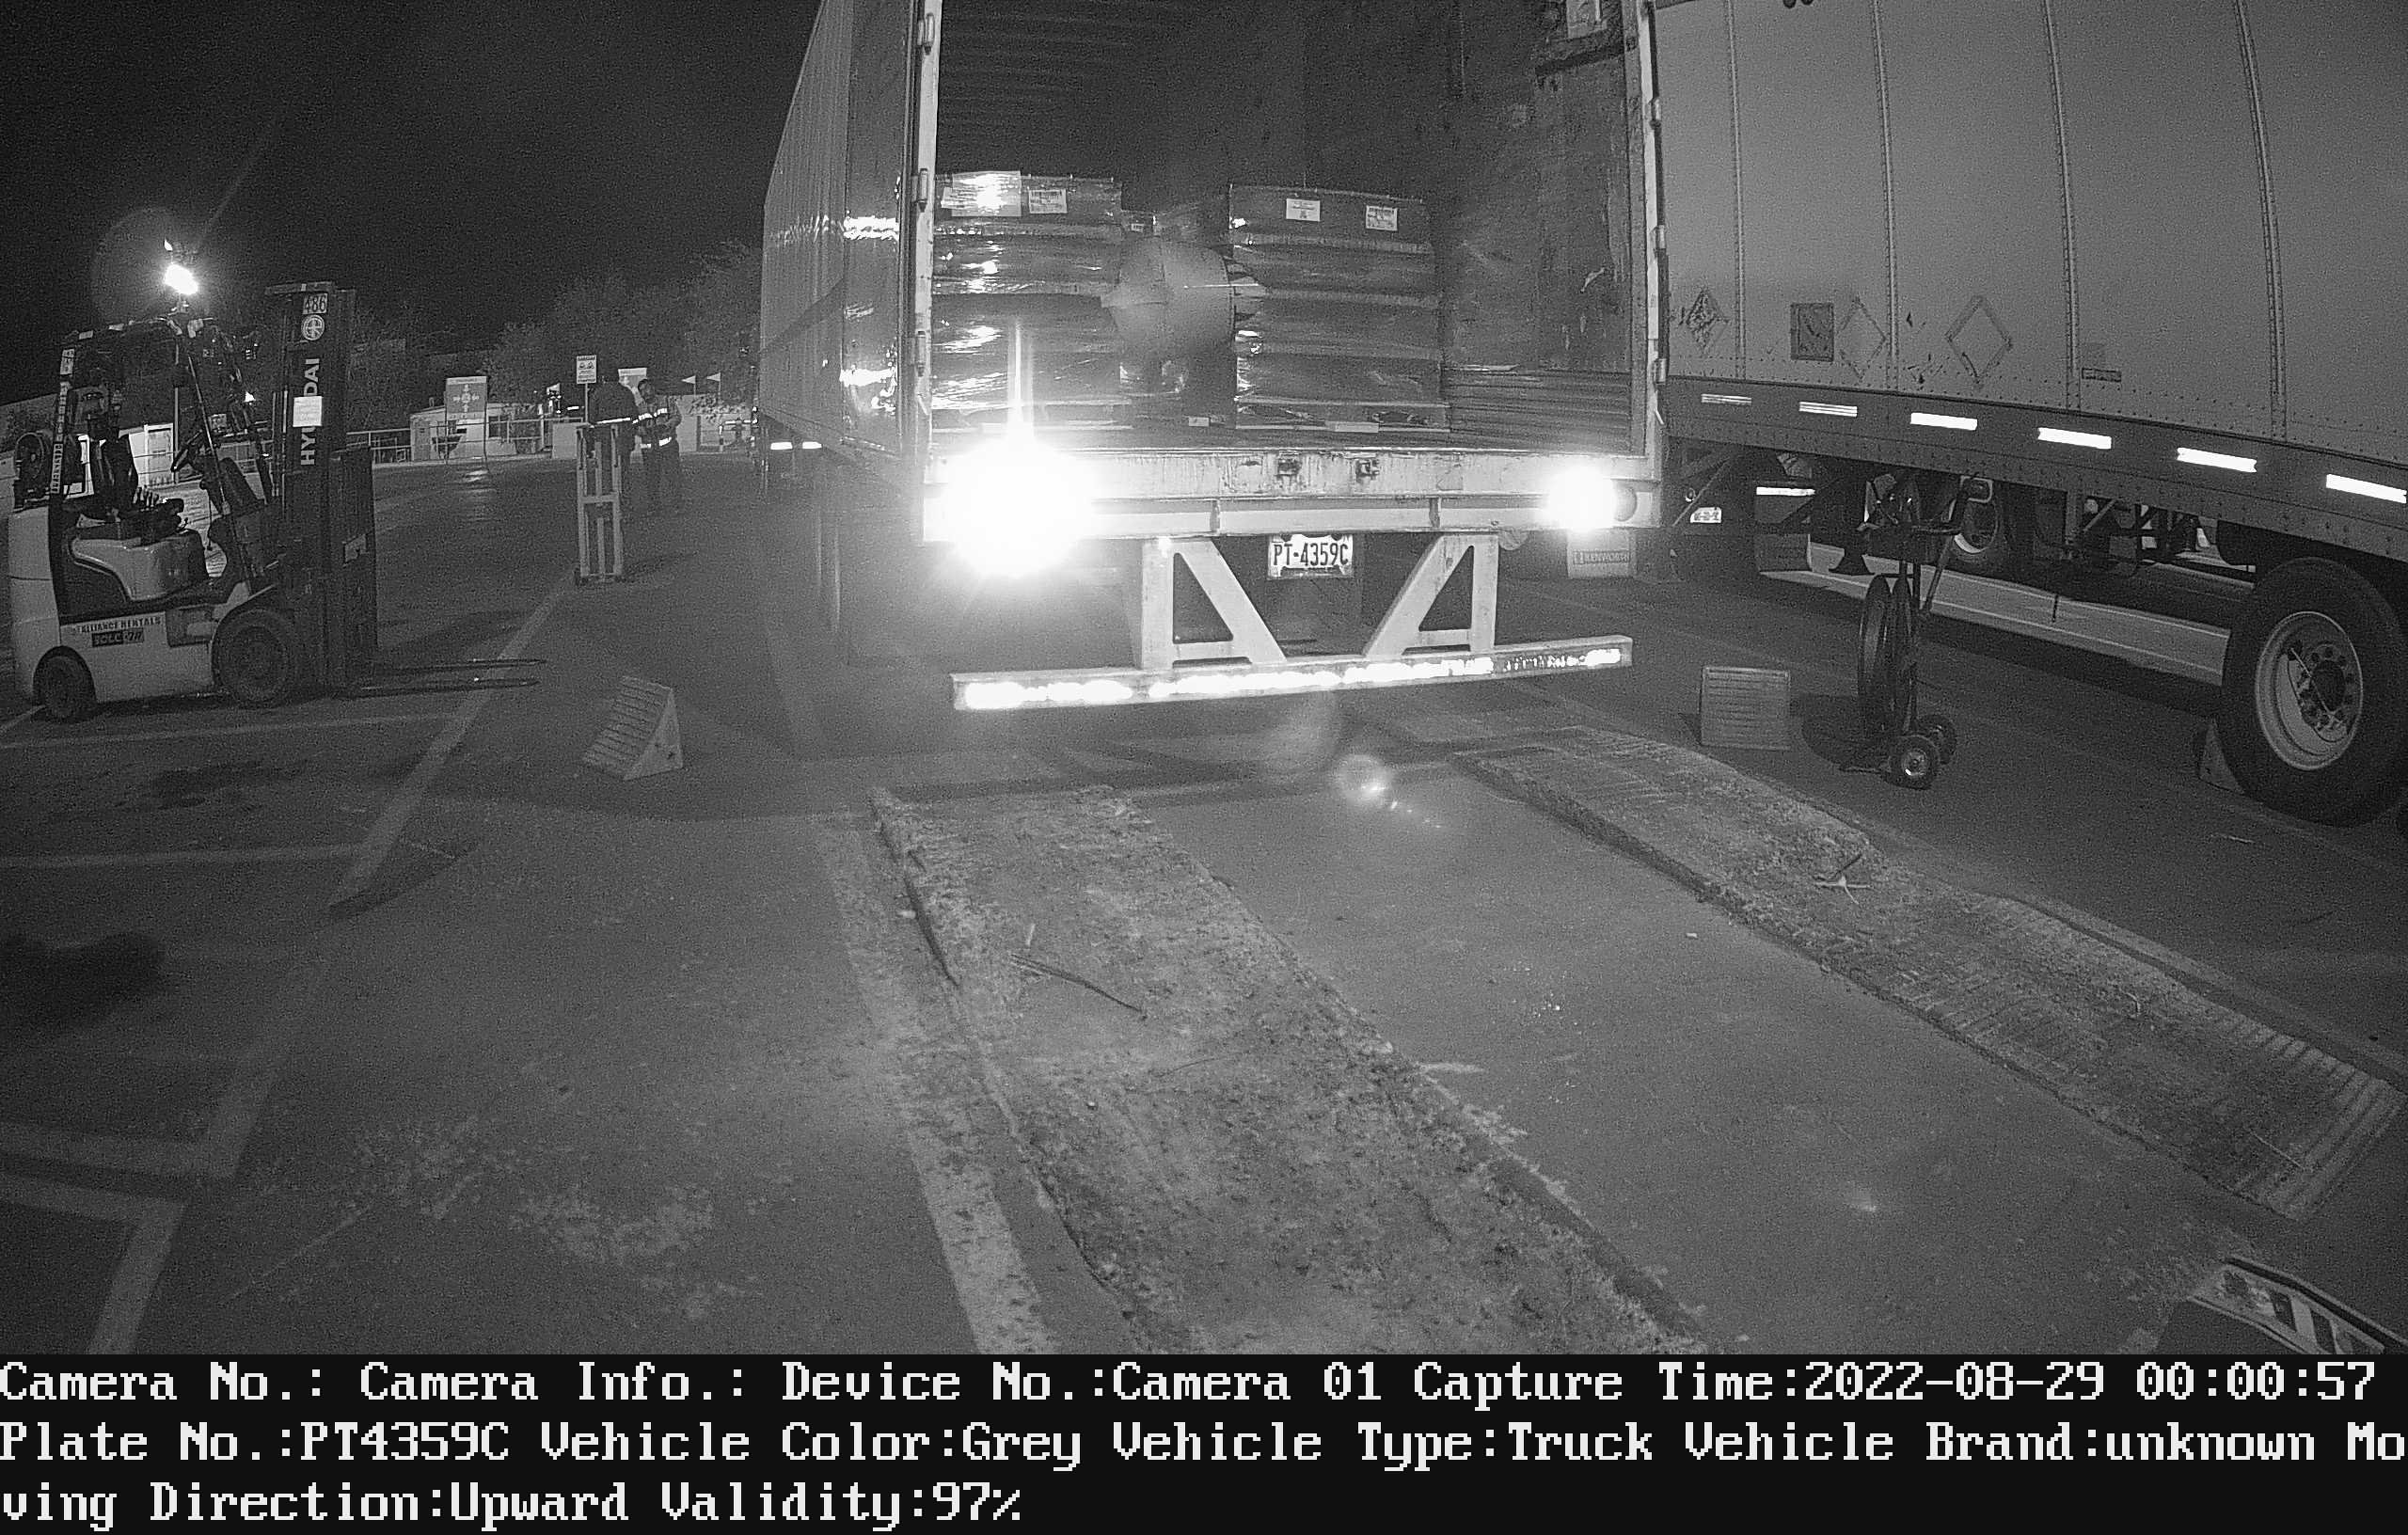 486
HYUNDAI
ALLIANCE RENTALS
PT-4359C
KENWORTH
Camera No.: Camera Info.: Device No.:Camera 01 Capture Time:2022-08-29 00:00:57
Plate No.:PT4359C Vehicle Color:Grey Vehicle Type:Truck Vehicle Brand:unknown Mo
ving Direction:Upward Validity:97%